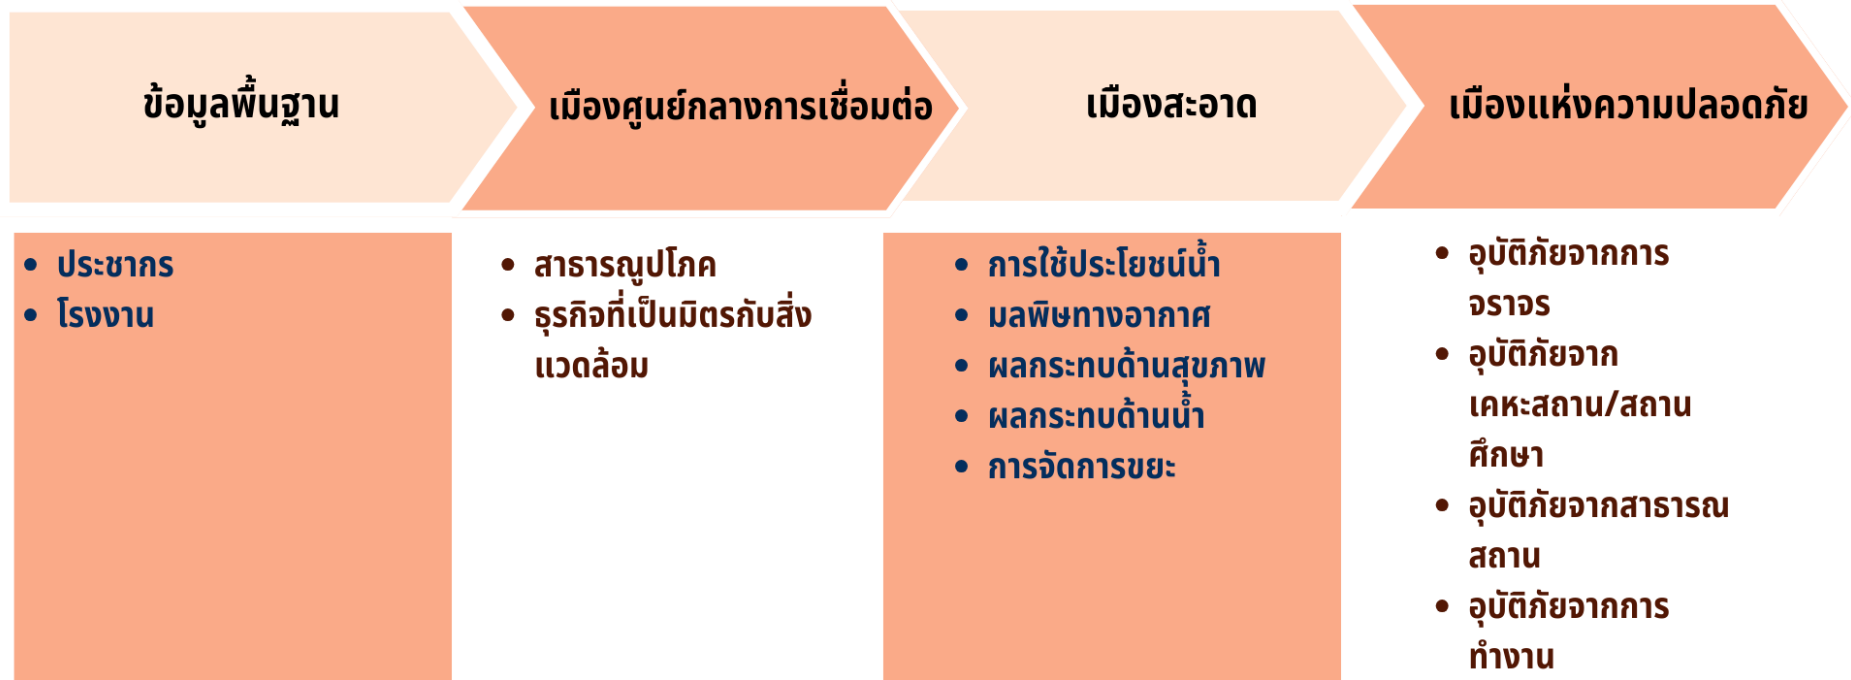 ข้อมูลพื้นฐาน
เมืองศูนย์กลางการเชื่อมต่อ
เมืองสะอาด
เมืองแห่งความปลอดภัย
• ประชากร
• โรงงาน
• สาธารณูปโภค
• ธุรกิจที่เป็นมิตรกับสิ่ง
แวดล้อม
• การใช้ประโยชน์น้ำ
• มลพิษทางอากาศ
• ผลกระทบด้านสุขภาพ
• ผลกระทบด้านน้ำ
• การจัดการขยะ
• อุบัติภัยจากการ
จราจร
• อุบัติภัยจาก
เคหะสถาน/สถาน
ศึกษา
• อุบัติภัยจากสาธารณ
สถาน
• อุบัติภัยจากการ
ทำงาน